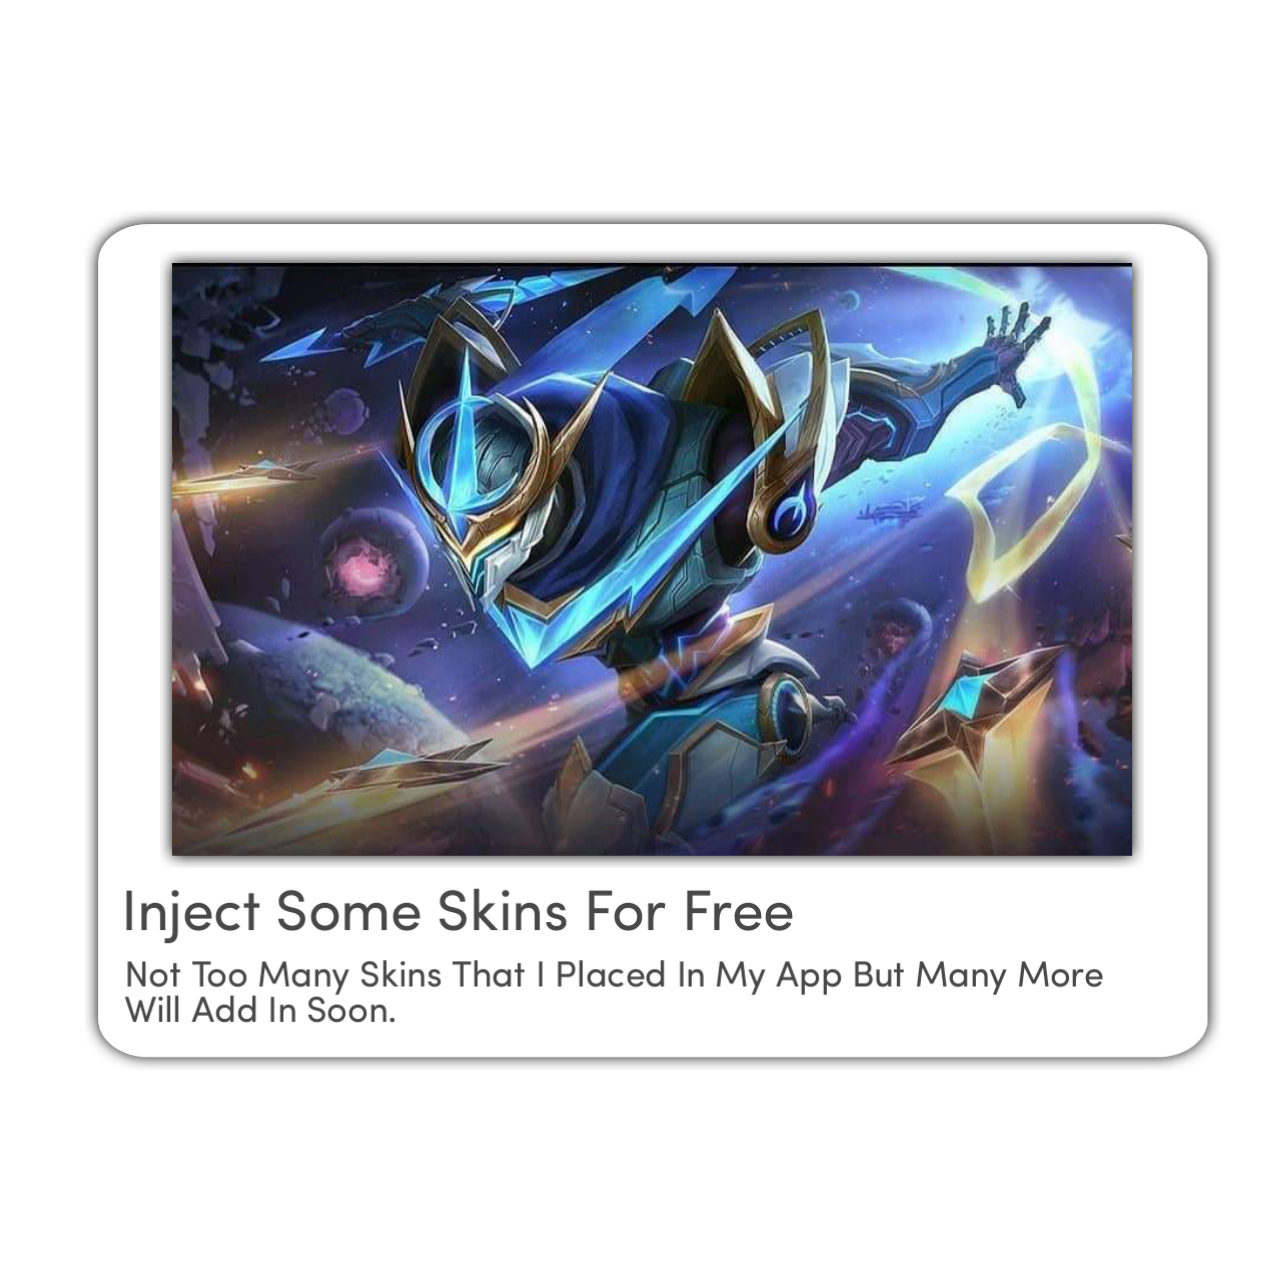 Inject Some Skins For Free
Not Too Many Skins That I Placed In My App But Many More
Will Add In Soon.